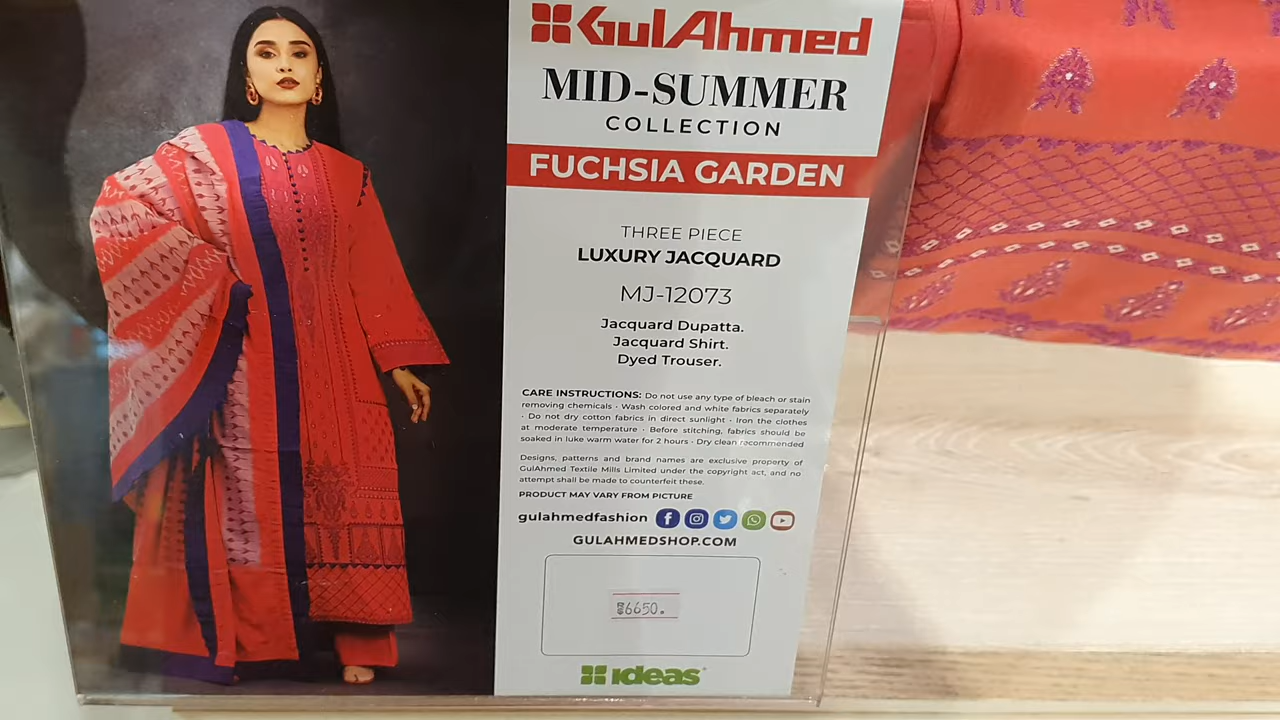 GulAhmed
MID-SUMMER
COLLECTION
FUCHSIA GARDEN
THREE PIECE
LUXURY JACQUARD
MJ-12073
Jacquard Dupatta.
Jacquard Shirt.
Dyed Trouser.
CARE INSTRUCTIONS: Do not use any type of bleach or stain
removing chemicals • Wash colored and white fabrics separately
• Do not dry cotton fabrics in direct sunlight • Iron the clothes
at moderate temperature • Before stitching, fabrics should be
soaked in luke warm water for 2 hours • Dry clean recommended
Designs, patterns and brand names are exclusive property of
GulAhmed Textile Mills Limited under the copyright act, and no
attempt shall be made to counterfeit these.
PRODUCT MAY VARY FROM PICTURE
gulahmedfashion
GULAHMEDSHOP.COM
6650.
ideas